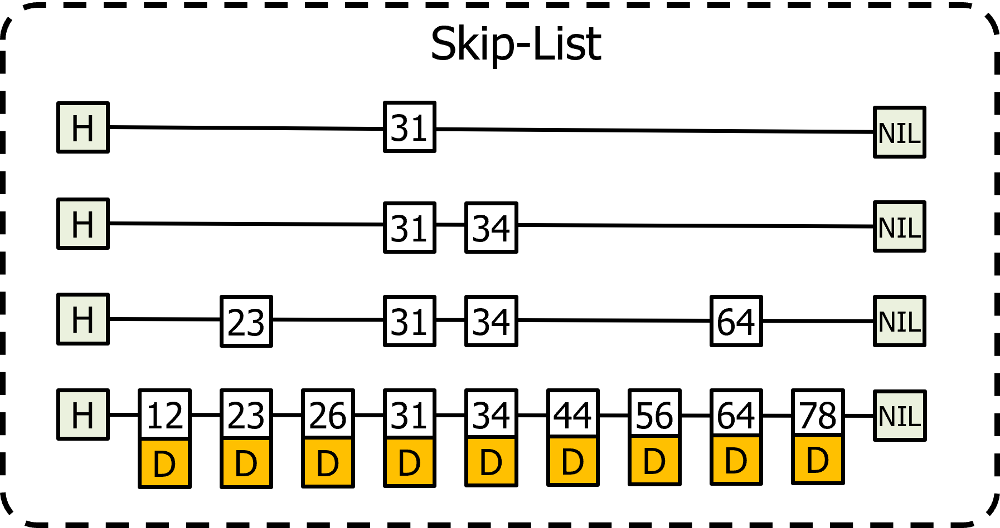 Skip-List
H 31 NIL
H 31 34 NIL
H 23 31 34 64 NIL
H 12 23 26 31 34 44 56 64 78 NIL
D D D D D D D D D